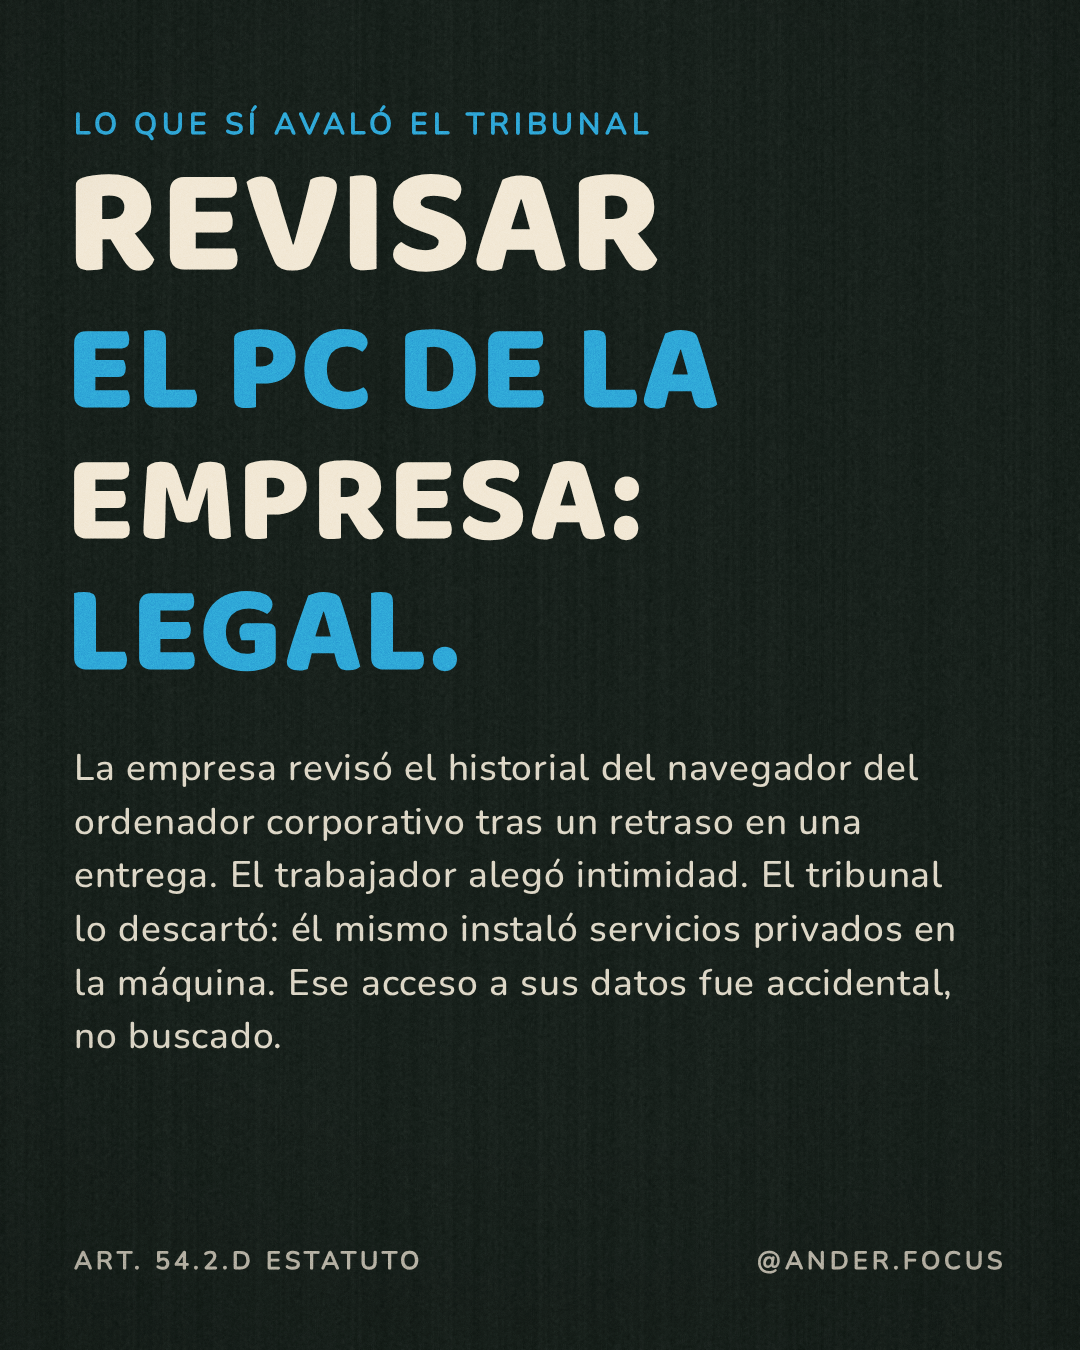 LO QUE SÍ AVALÓ EL TRIBUNAL
REVISAR
EL PC DE LA
EMPRESA:
LEGAL.
La empresa revisó el historial del navegador del
ordenador corporativo tras un retraso en una
entrega. El trabajador alegó intimidad. El tribunal
lo descartó: él mismo instaló servicios privados en
la máquina. Ese acceso a sus datos fue accidental,
no buscado.
ART. 54.2.D ESTATUTO
@ANDER.FOCUS